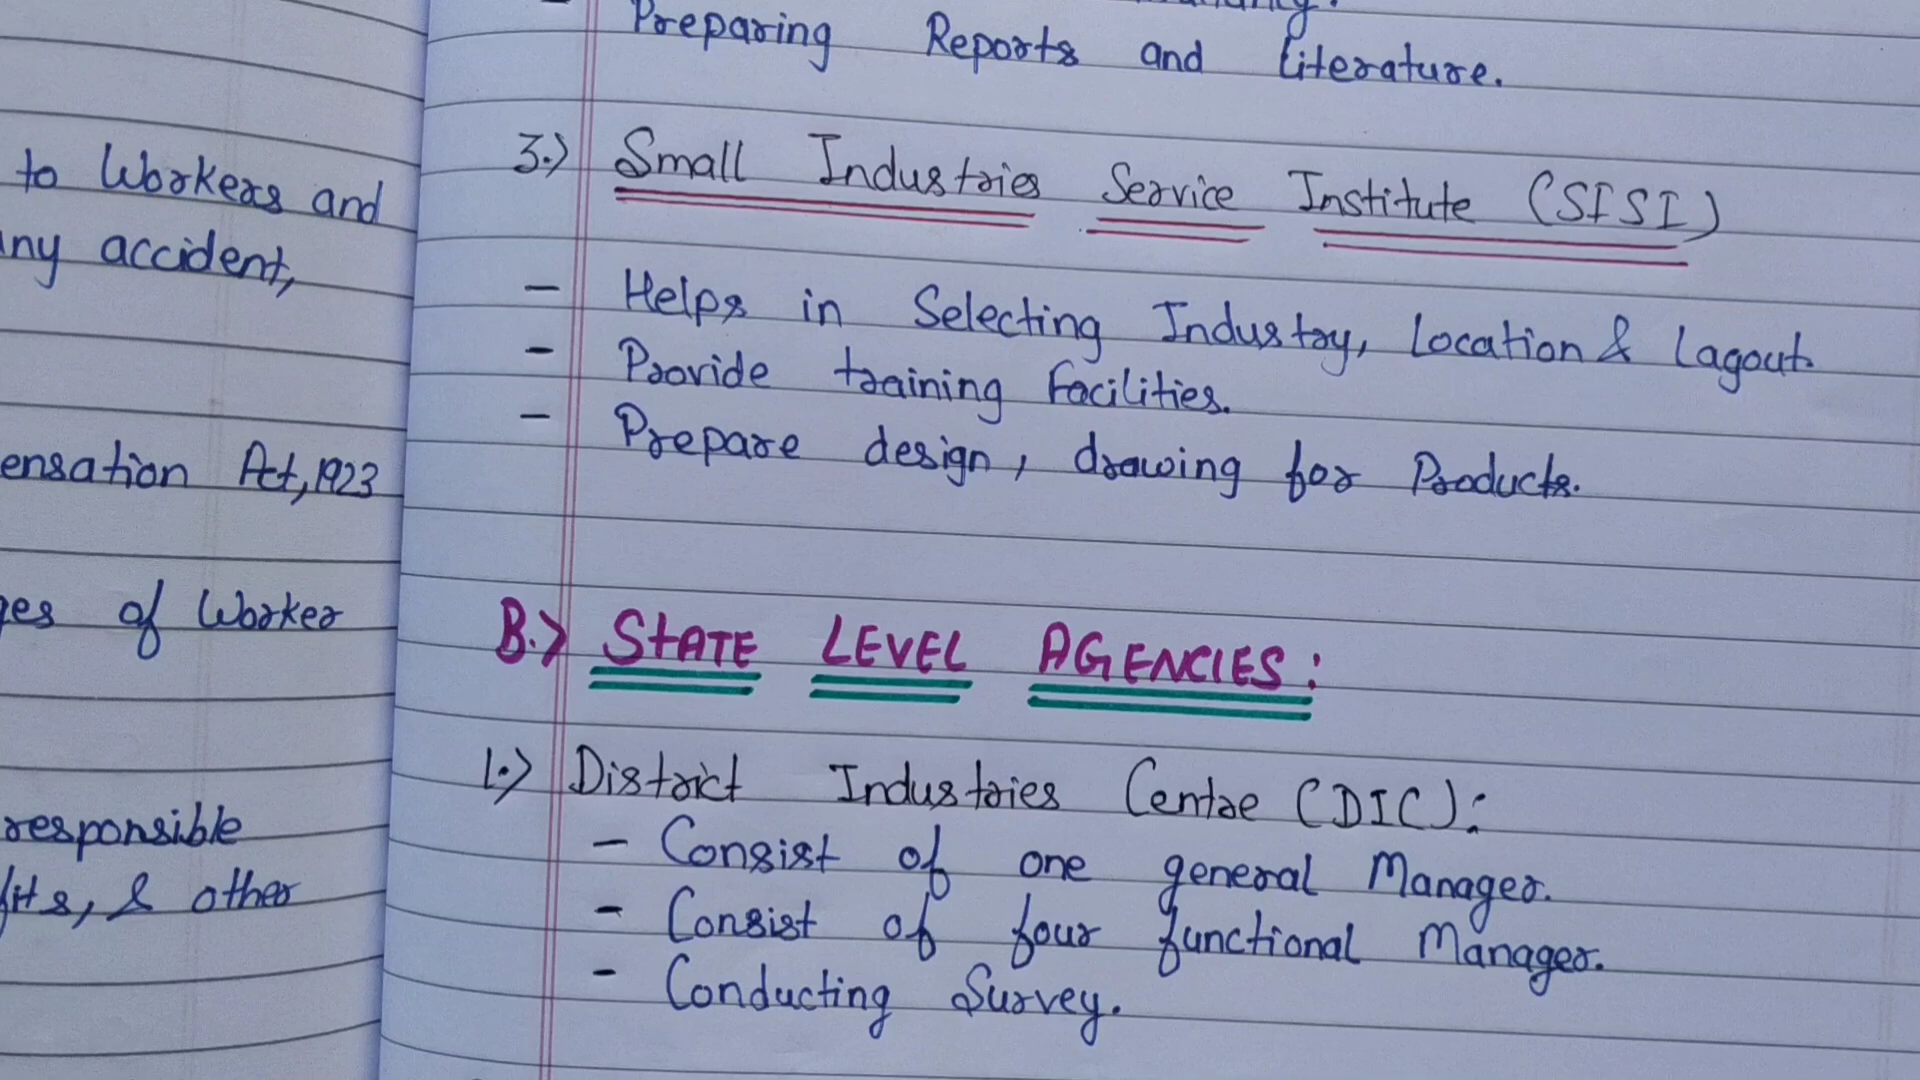 to Workers and
any accident,
ensation Act, 1923
ges of Worker
responsible
fits, & other
- Preparing Reports and literature.
3.) Small Industries Service Institute (SISI)
- Helps in Selecting Industry, location & Lagout.
- Provide training facilities.
- Prepare design, drawing for Products.
B.) STATE LEVEL AGENCIES:
1.) District Industries Centre (DIC):
- Consist of one general Manager.
- Consist of four functional Manager.
- Conducting Survey.